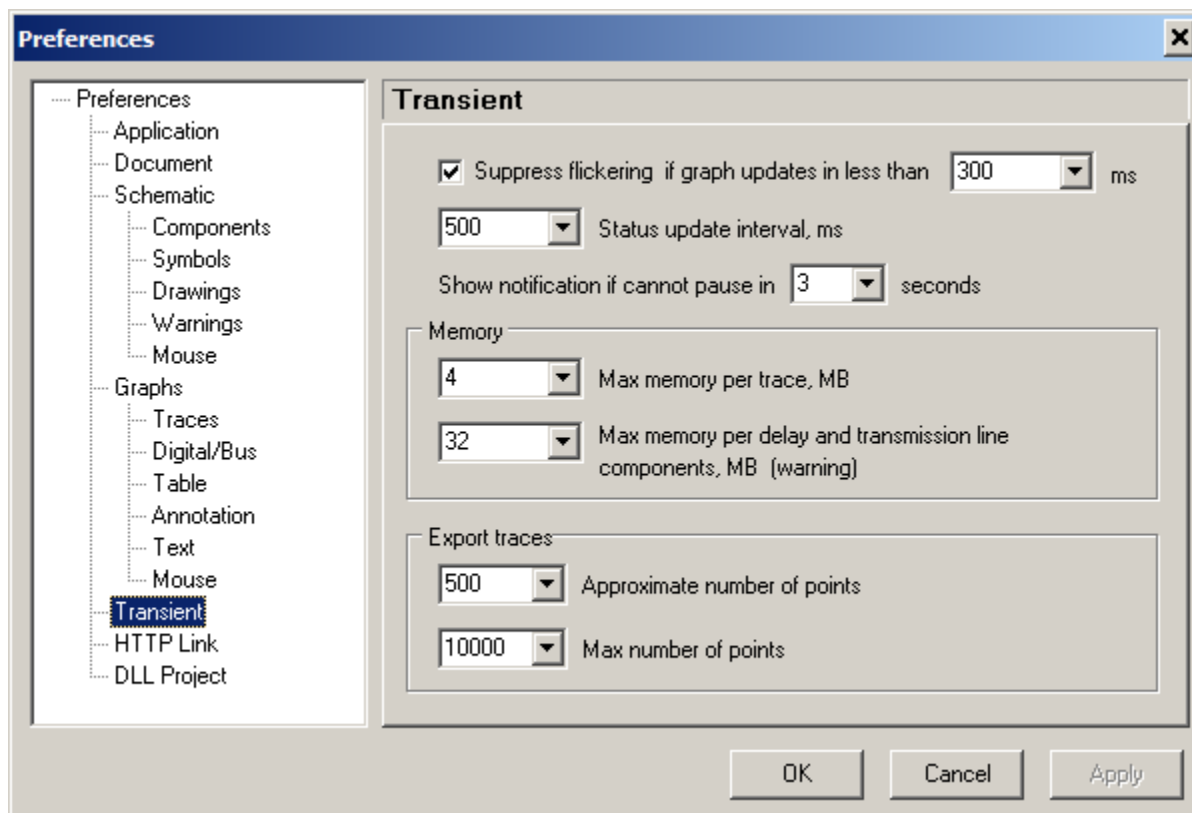 Preferences
Preferences
Application
Document
Schematic
Components
Symbols
Drawings
Warnings
Mouse
Graphs
Traces
Digital/Bus
Table
Annotation
Text
Mouse
Transient
HTTP Link
DLL Project
Transient
Suppress flickering if graph updates in less than 300 ms
500 Status update interval, ms
Show notification if cannot pause in 3 seconds
Memory
4 Max memory per trace, MB
32 Max memory per delay and transmission line
components, MB (warning)
Export traces
500 Approximate number of points
10000 Max number of points
OK Cancel Apply